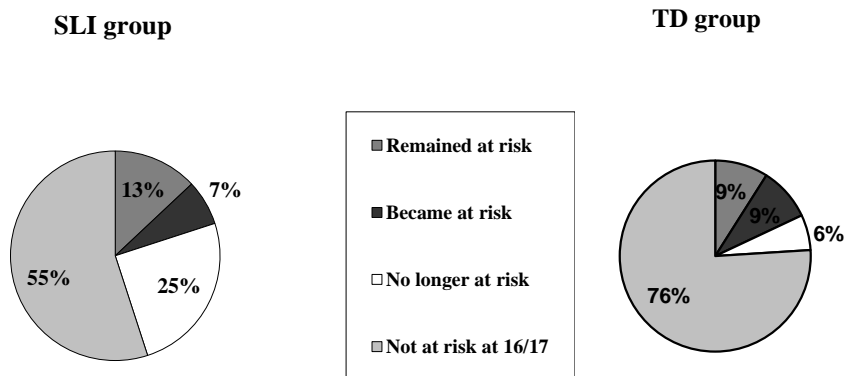 SLI group
TD group
13%
7%
25%
55%
Remained at risk
Became at risk
No longer at risk
Not at risk at 16/17
9%
9%
6%
76%